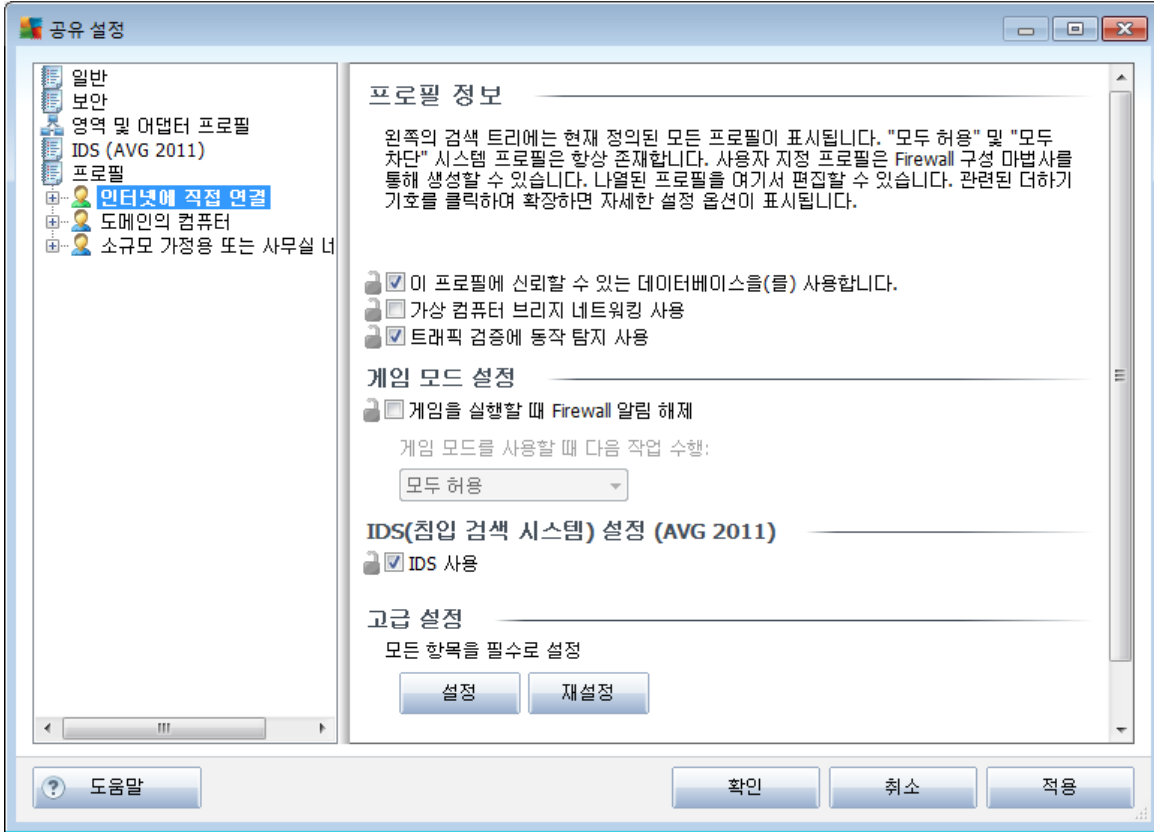 공유 설정
일반
보안
영역 및 어댑터 프로필
IDS (AVG 2011)
프로필
인터넷에 직접 연결
도메인의 컴퓨터
소규모 가정용 또는 사무실 네
프로필 정보
왼쪽의 검색 트리에는 현재 정의된 모든 프로필이 표시됩니다. "모두 허용" 및 "모두
차단" 시스템 프로필은 항상 존재합니다. 사용자 지정 프로필은 Firewall 구성 마법사를
통해 생성할 수 있습니다. 나열된 프로필을 여기서 편집할 수 있습니다. 관련된 더하기
기호를 클릭하여 확장하면 자세한 설정 옵션이 표시됩니다.
이 프로필에 신뢰할 수 있는 데이터베이스을(를) 사용합니다.
가상 컴퓨터 브리지 네트워킹 사용
트래픽 검증에 동작 탐지 사용
게임 모드 설정
게임을 실행할 때 Firewall 알림 해제
게임 모드를 사용할 때 다음 작업 수행:
모두 허용
IDS(침입 검색 시스템) 설정 (AVG 2011)
IDS 사용
고급 설정
모든 항목을 필수로 설정
설정
재설정
도움말
확인
취소
적용